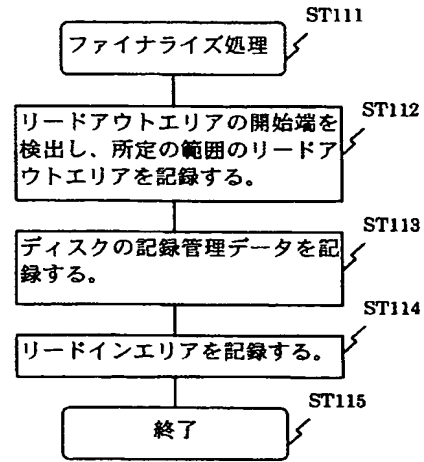 ST111
ファイナライズ処理
ST112
リードアウトエリアの開始端を
検出し、所定の範囲のリードア
ウトエリアを記録する。
ST113
ディスクの記録管理データを記
録する。
ST114
リードインエリアを記録する。
ST115
終了